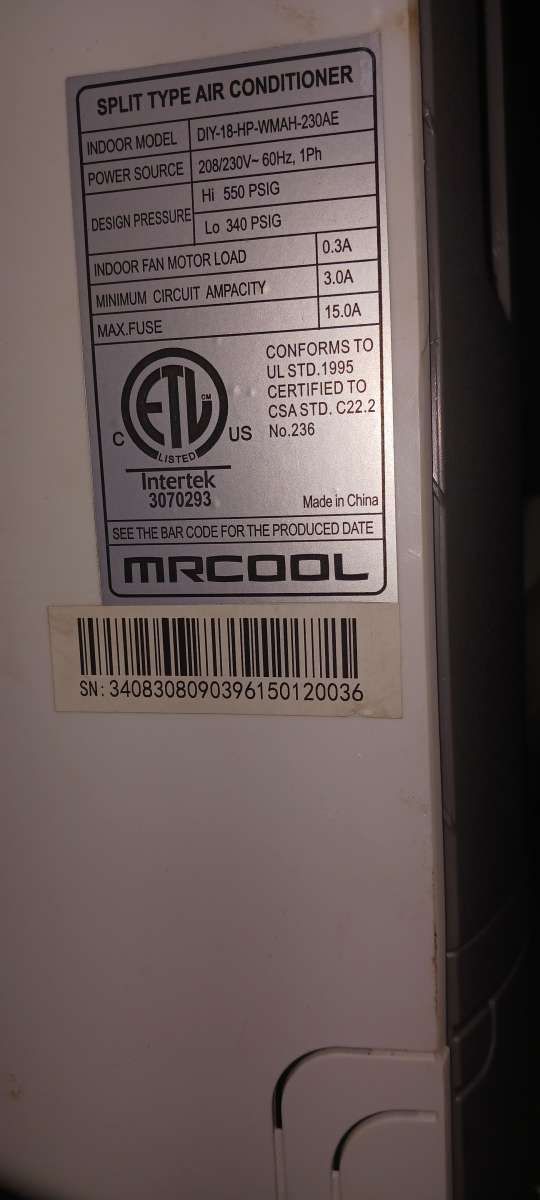 SPLIT TYPE AIR CONDITIONER
INDOOR MODEL DIY-18-HP-WMAH-230AE
POWER SOURCE 208/230V~ 60Hz, 1Ph
DESIGN PRESSURE Hi 550 PSIG
Lo 340 PSIG
INDOOR FAN MOTOR LOAD 0.3A
MINIMUM CIRCUIT AMPACITY 3.0A
MAX.FUSE 15.0A
CONFORMS TO
UL STD.1995
CERTIFIED TO
CSA STD. C22.2
No.236
ETL CM
C US
LISTED
Intertek
3070293
Made in China
SEE THE BAR CODE FOR THE PRODUCED DATE
MRCOOL
SN: 3408308090396150120036